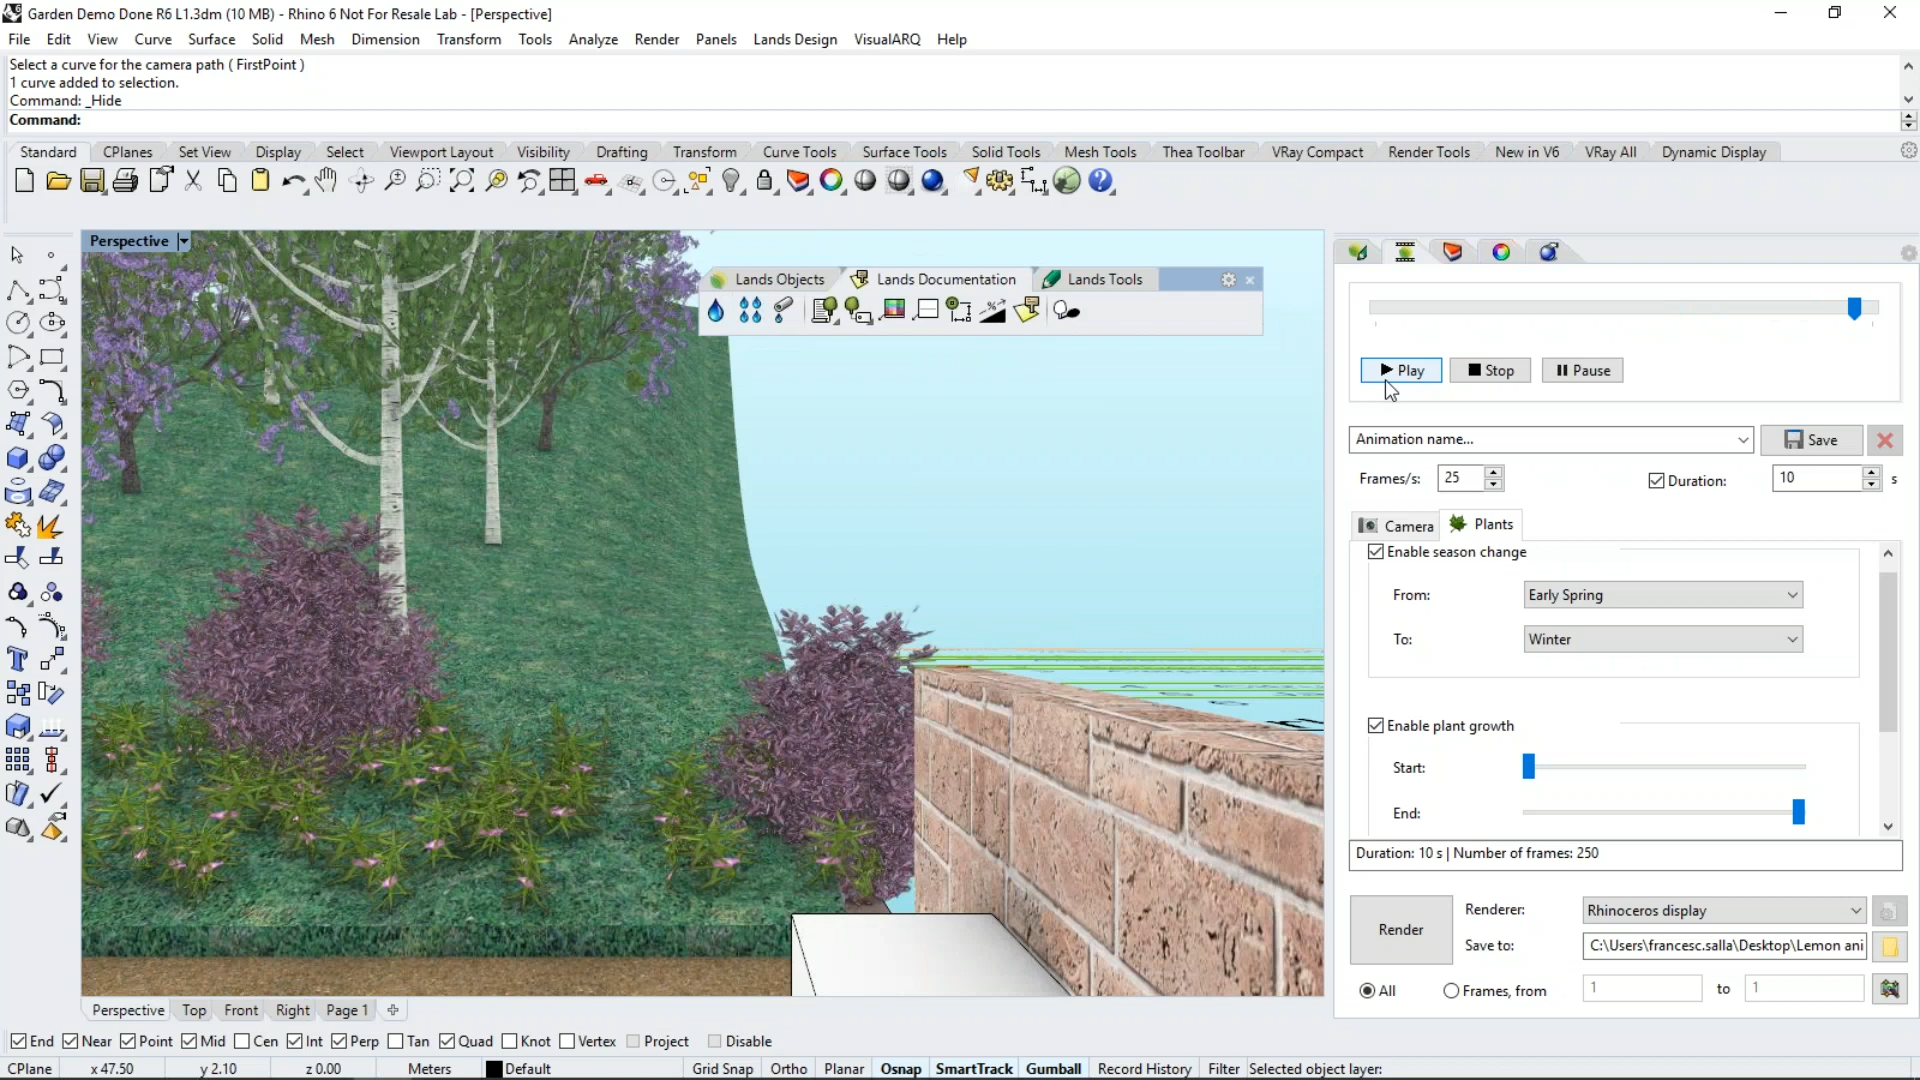 Garden Demo Done R6 L1.3dm (10 MB) - Rhino 6 Not For Resale Lab - [Perspective]
File Edit View Curve Surface Solid Mesh Dimension Transform Tools Analyze Render Panels Lands Design VisualARQ Help
Select a curve for the camera path ( FirstPoint )
1 curve added to selection.
Command: _Hide
Command:
Standard CPlanes Set View Display Select Viewport Layout Visibility Drafting Transform Curve Tools Surface Tools Solid Tools Mesh Tools Thea Toolbar VRay Compact Render Tools New in V6 VRay All Dynamic Display
Perspective
Lands Objects Lands Documentation Lands Tools
Play Stop Pause
Animation name... Save
Frames/s: 25 Duration: 10 s
Camera Plants
Enable season change
From: Early Spring
To: Winter
Enable plant growth
Start:
End:
Duration: 10 s | Number of frames: 250
Render
Renderer: Rhinoceros display
Save to: C:\Users\francesc.salla\Desktop\Lemon ani
All Frames, from 1 to 1
Perspective Top Front Right Page 1
End Near Point Mid Cen Int Perp Tan Quad Knot Vertex Project Disable
CPlane x 47.50 y 2.10 z 0.00 Meters Default Grid Snap Ortho Planar Osnap SmartTrack Gumball Record History Filter Selected object layer: